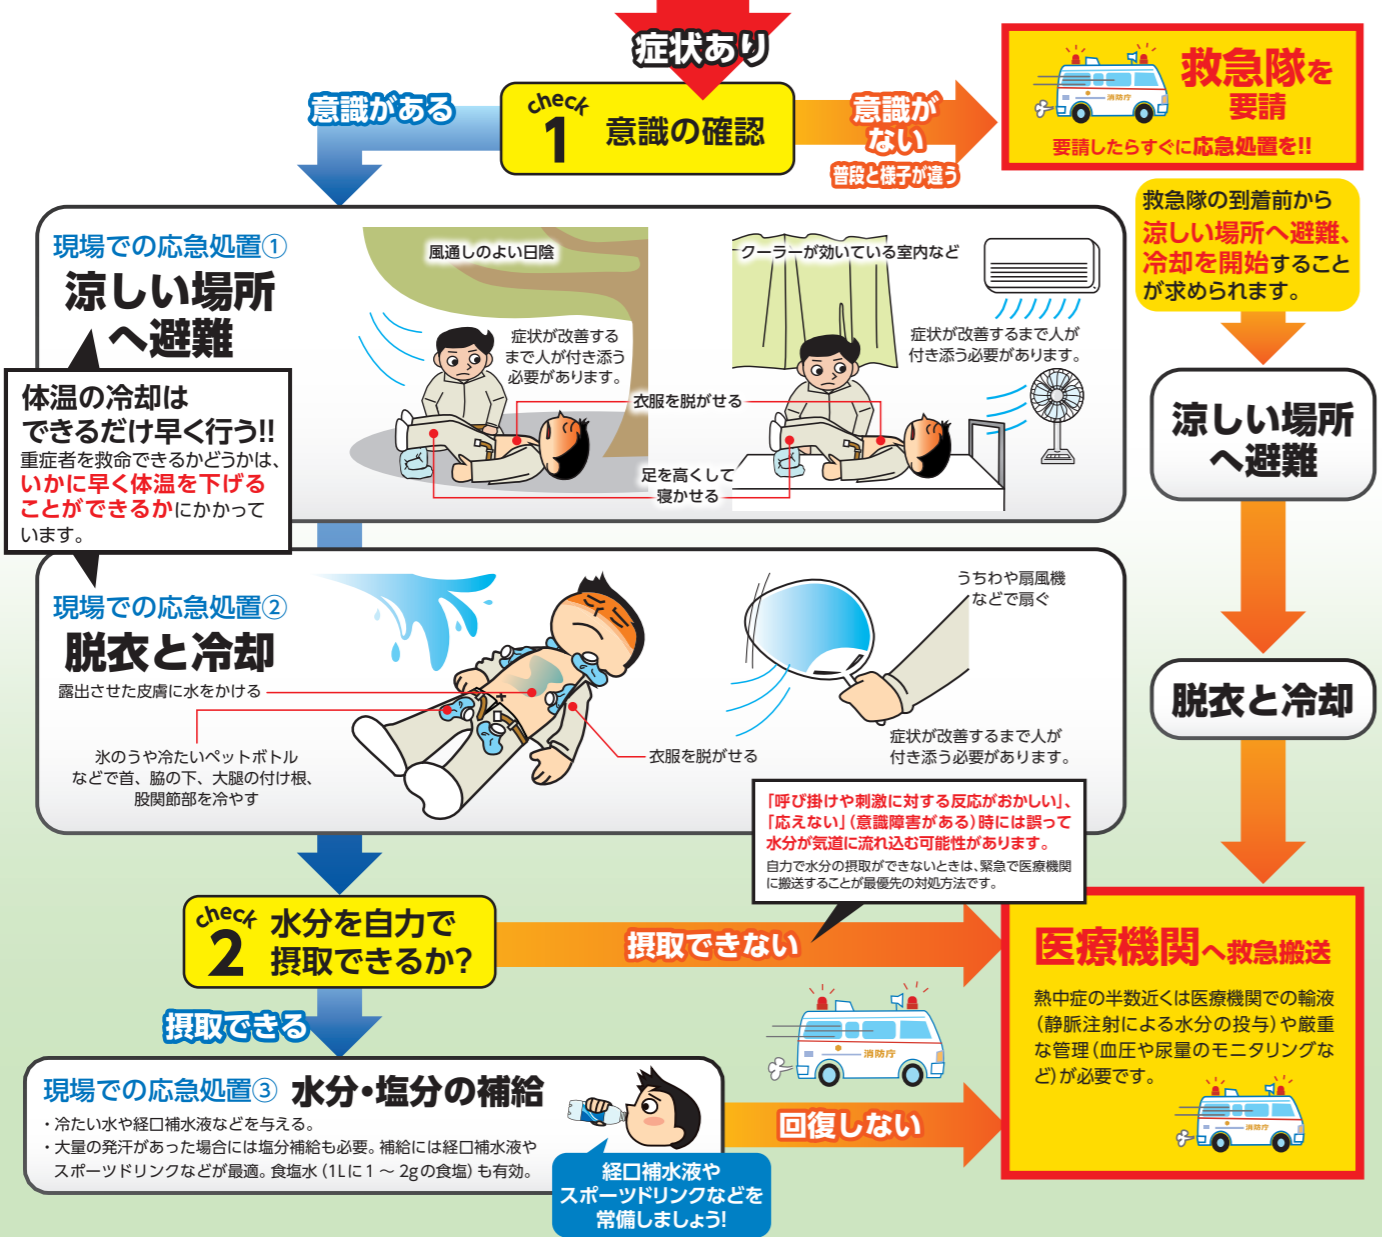 症状あり
check
1
意識の確認
意識がある
意識が
ない
普段と様子が違う
救急隊を
要請
要請したらすぐに応急処置を!!
消防庁
救急隊の到着前から
涼しい場所へ避難、
冷却を開始すること
が求められます。
涼しい場所
へ避難
脱衣と冷却
現場での応急処置①
涼しい場所
へ避難
風通しのよい日陰
症状が改善する
まで人が付き添う
必要があります。
クーラーが効いている室内など
症状が改善するまで人が
付き添う必要があります。
衣服を脱がせる
足を高くして
寝かせる
体温の冷却は
できるだけ早く行う!!
重症者を救命できるかどうかは、
いかに早く体温を下げる
ことができるかにかかって
います。
現場での応急処置②
脱衣と冷却
露出させた皮膚に水をかける
氷のうや冷たいペットボトル
などで首、脇の下、大腿の付け根、
股関節部を冷やす
衣服を脱がせる
うちわや扇風機
などで扇ぐ
症状が改善するまで人が
付き添う必要があります。
「呼び掛けや刺激に対する反応がおかしい」、
「応えない」（意識障害がある）時には誤って
水分が気道に流れ込む可能性があります。
自力で水分の摂取ができないときは、緊急で医療機関
に搬送することが最優先の対処方法です。
check
2
水分を自力で
摂取できるか?
摂取できない
摂取できる
消防庁
医療機関へ救急搬送
熱中症の半数近くは医療機関での輸液
（静脈注射による水分の投与）や厳重
な管理（血圧や尿量のモニタリングな
ど）が必要です。
消防庁
現場での応急処置③ 水分・塩分の補給
・冷たい水や経口補水液などを与える。
・大量の発汗があった場合には塩分補給も必要。補給には経口補水液や
スポーツドリンクなどが最適。食塩水（1Lに1 ～ 2gの食塩）も有効。
回復しない
経口補水液や
スポーツドリンクなどを
常備しましょう!